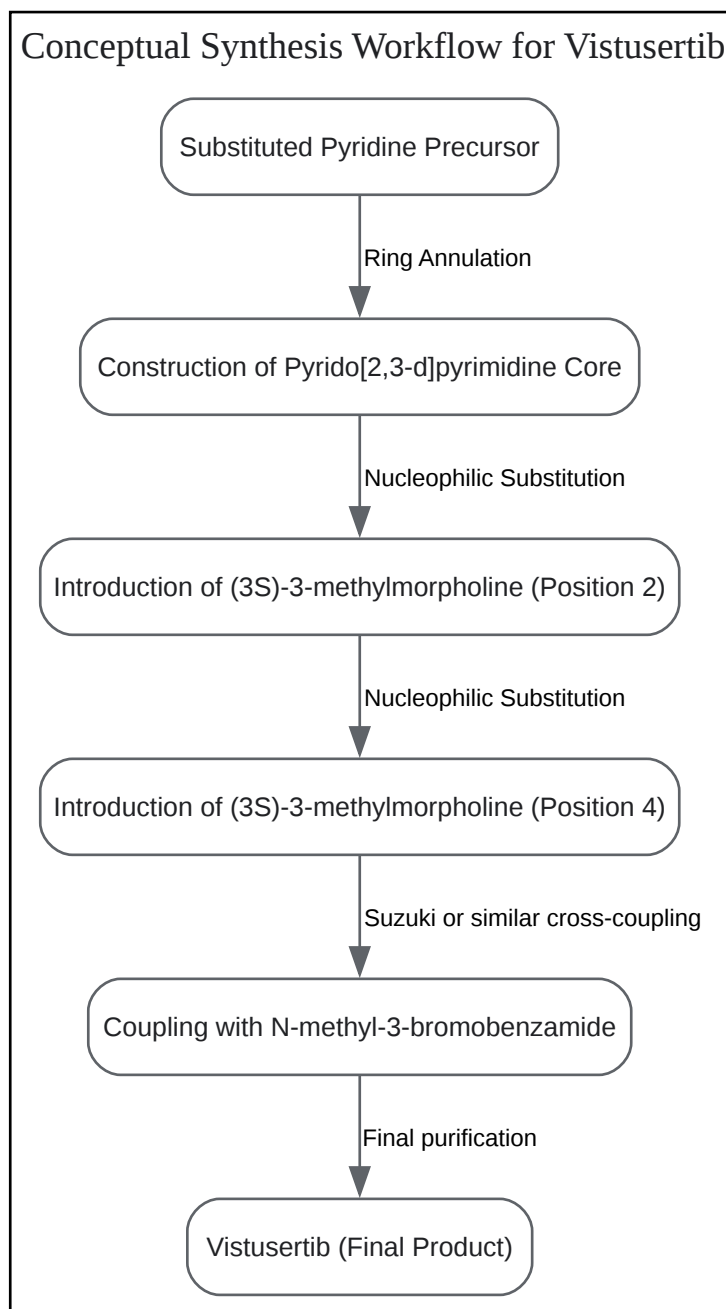 Conceptual Synthesis Workflow for Vistusertib
Substituted Pyridine Precursor
Ring Annulation
Construction of Pyrido[2,3-d]pyrimidine Core
Nucleophilic Substitution
Introduction of (3S)-3-methylmorpholine (Position 2)
Nucleophilic Substitution
Introduction of (3S)-3-methylmorpholine (Position 4)
Suzuki or similar cross-coupling
Coupling with N-methyl-3-bromobenzamide
Final purification
Vistusertib (Final Product)